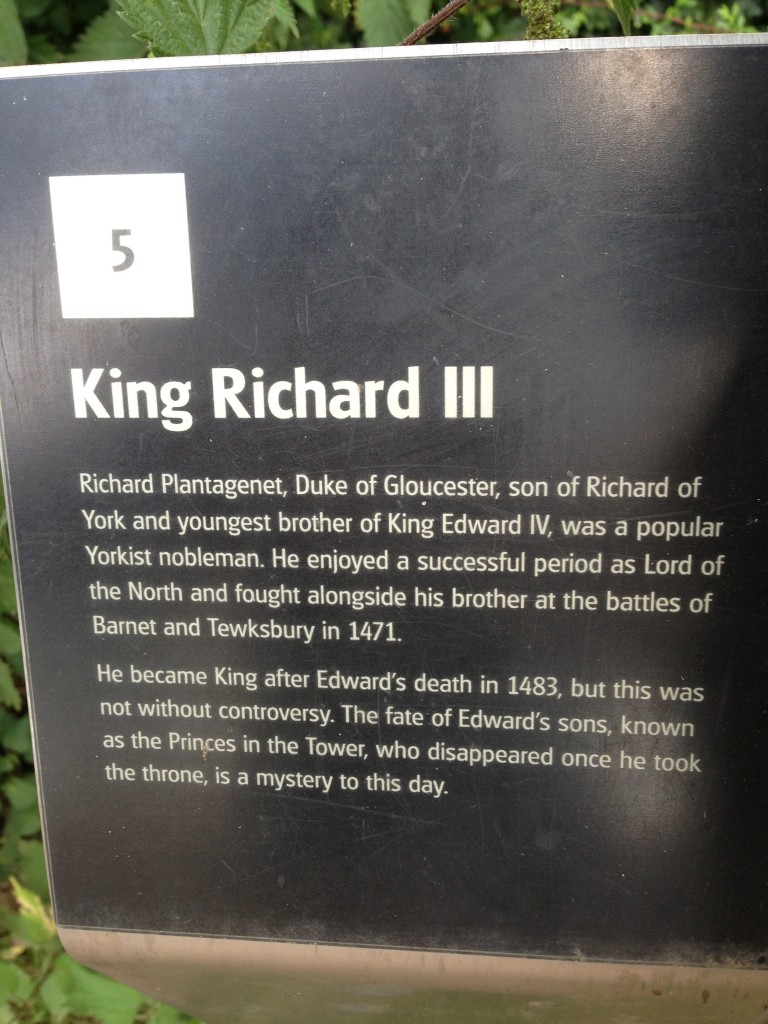 5
King Richard III
Richard Plantagenet, Duke of Gloucester, son of Richard of
York and youngest brother of King Edward IV, was a popular
Yorkist nobleman. He enjoyed a successful period as Lord of
the North and fought alongside his brother at the battles of
Barnet and Tewksbury in 1471.
He became King after Edward's death in 1483, but this was
not without controversy. The fate of Edward's sons, known
as the Princes in the Tower, who disappeared once he took
the throne, is a mystery to this day.